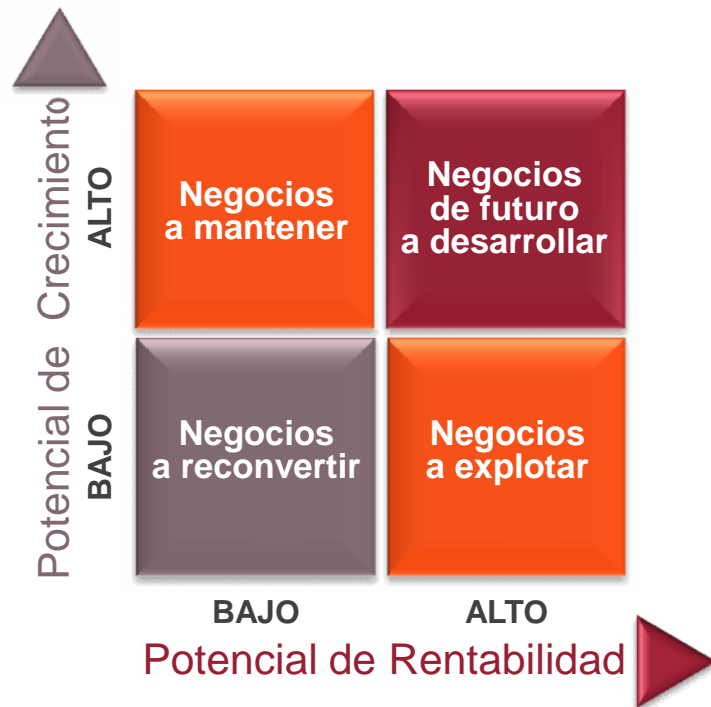 Potencial de Crecimiento
ALTO
BAJO
Negocios
a mantener
Negocios
de futuro
a desarrollar
Negocios
a reconvertir
Negocios
a explotar
BAJO
ALTO
Potencial de Rentabilidad